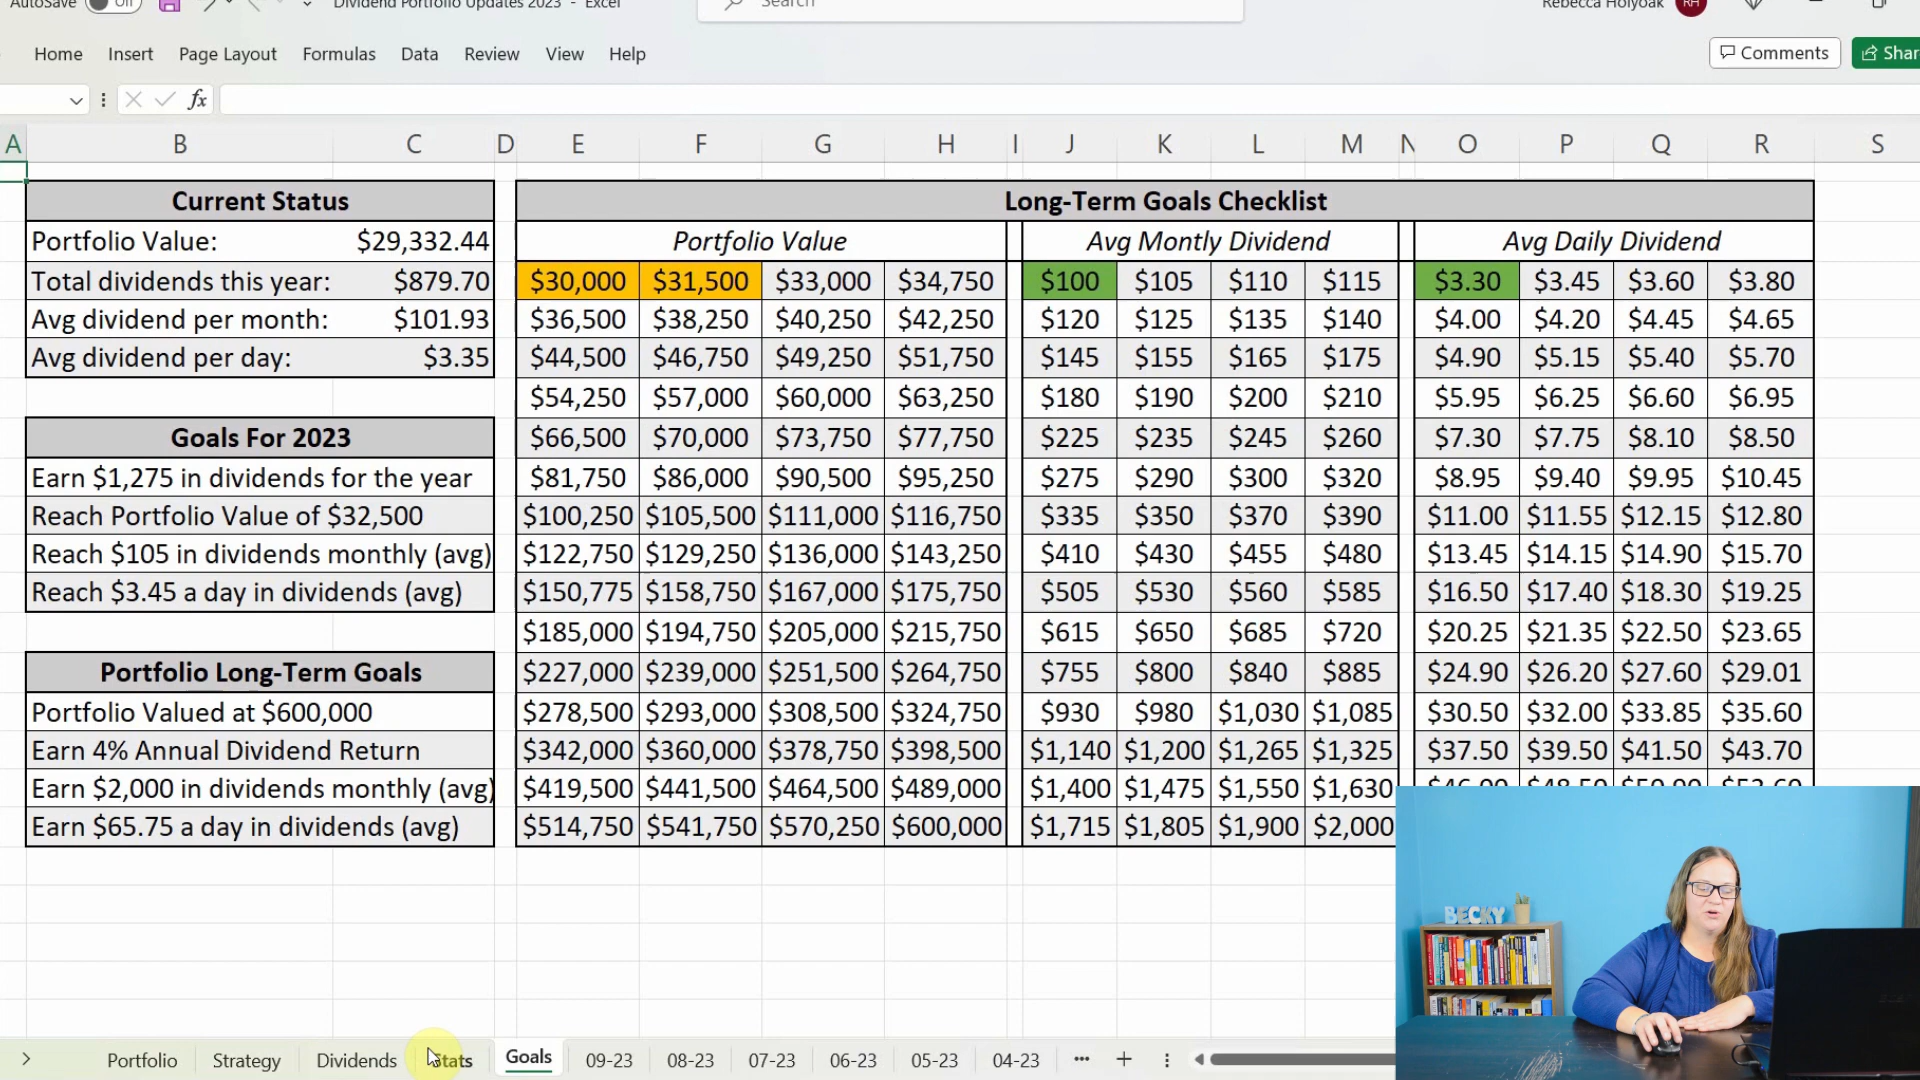 AutoSave Off Dividend Portfolio Updates 2023 - Excel Search Rebecca Holyoak RH
Home Insert Page Layout Formulas Data Review View Help Comments Shar
fx
A B C D E F G H I J K L M N O P Q R S
Current Status
Portfolio Value: $29,332.44
Total dividends this year: $879.70
Avg dividend per month: $101.93
Avg dividend per day: $3.35
Goals For 2023
Earn $1,275 in dividends for the year
Reach Portfolio Value of $32,500
Reach $105 in dividends monthly (avg)
Reach $3.45 a day in dividends (avg)
Portfolio Long-Term Goals
Portfolio Valued at $600,000
Earn 4% Annual Dividend Return
Earn $2,000 in dividends monthly (avg)
Earn $65.75 a day in dividends (avg)
Long-Term Goals Checklist
Portfolio Value Avg Montly Dividend Avg Daily Dividend
$30,000 $31,500 $33,000 $34,750 $100 $105 $110 $115 $3.30 $3.45 $3.60 $3.80
$36,500 $38,250 $40,250 $42,250 $120 $125 $135 $140 $4.00 $4.20 $4.45 $4.65
$44,500 $46,750 $49,250 $51,750 $145 $155 $165 $175 $4.90 $5.15 $5.40 $5.70
$54,250 $57,000 $60,000 $63,250 $180 $190 $200 $210 $5.95 $6.25 $6.60 $6.95
$66,500 $70,000 $73,750 $77,750 $225 $235 $245 $260 $7.30 $7.75 $8.10 $8.50
$81,750 $86,000 $90,500 $95,250 $275 $290 $300 $320 $8.95 $9.40 $9.95 $10.45
$100,250 $105,500 $111,000 $116,750 $335 $350 $370 $390 $11.00 $11.55 $12.15 $12.80
$122,750 $129,250 $136,000 $143,250 $410 $430 $455 $480 $13.45 $14.15 $14.90 $15.70
$150,775 $158,750 $167,000 $175,750 $505 $530 $560 $585 $16.50 $17.40 $18.30 $19.25
$185,000 $194,750 $205,000 $215,750 $615 $650 $685 $720 $20.25 $21.35 $22.50 $23.65
$227,000 $239,000 $251,500 $264,750 $755 $800 $840 $885 $24.90 $26.20 $27.60 $29.01
$278,500 $293,000 $308,500 $324,750 $930 $980 $1,030 $1,085 $30.50 $32.00 $33.85 $35.60
$342,000 $360,000 $378,750 $398,500 $1,140 $1,200 $1,265 $1,325 $37.50 $39.50 $41.50 $43.70
$419,500 $441,500 $464,500 $489,000 $1,400 $1,475 $1,550 $1,630
$514,750 $541,750 $570,250 $600,000 $1,715 $1,805 $1,900 $2,000
BECKY
Portfolio Strategy Dividends Stats Goals 09-23 08-23 07-23 06-23 05-23 04-23